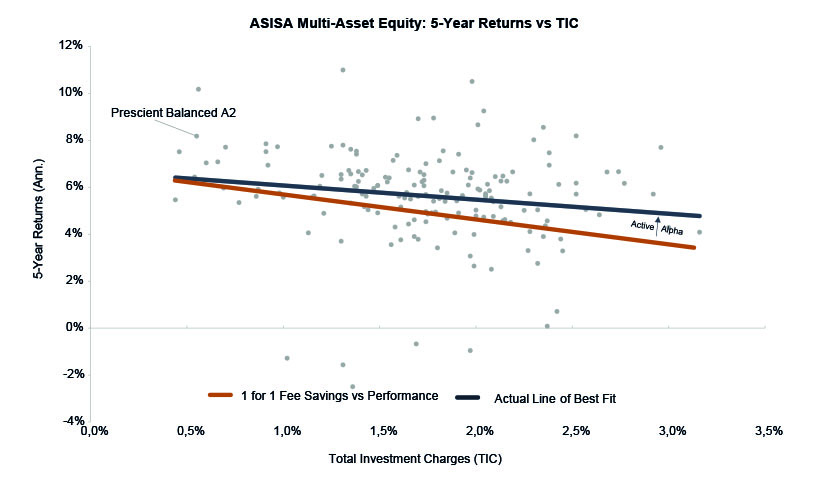 ASISA Multi-Asset Equity: 5-Year Returns vs TIC
12%
10%
Prescient Balanced A2
8%
6%
4%
2%
0%
-2%
-4%
5-Year Returns (Ann.)
Active Alpha
1 for 1 Fee Savings vs Performance
Actual Line of Best Fit
0,0% 0,5% 1,0% 1,5% 2,0% 2,5% 3,0% 3,5%
Total Investment Charges (TIC)